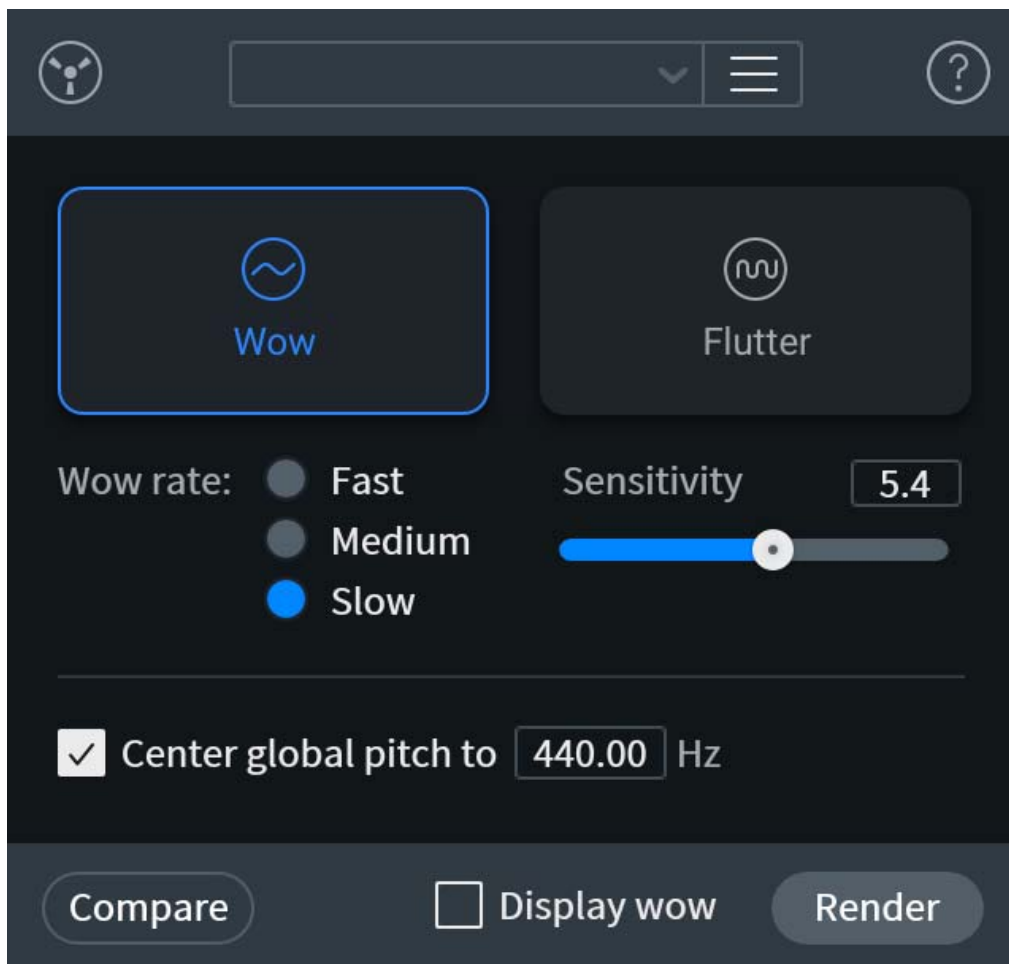 ?
Wow
Flutter
Wow rate:
Fast
Medium
Slow
Sensitivity 5.4
Center global pitch to 440.00 Hz
Compare
Display wow
Render